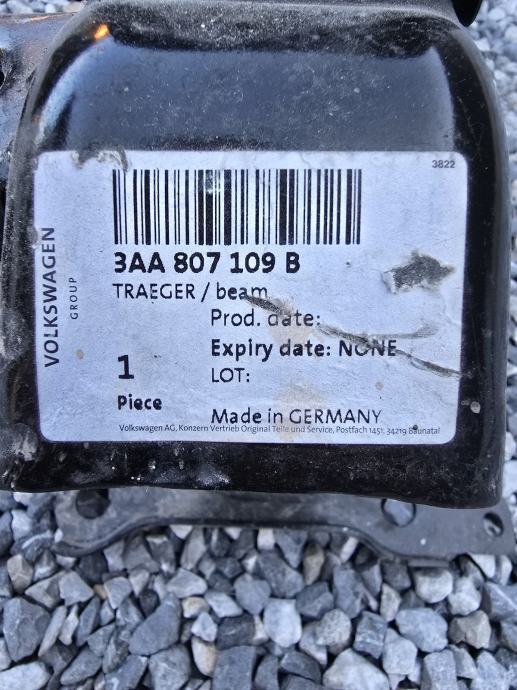 3822
VOLKSWAGEN
GROUP
3AA 807 109 B
TRAEGER / beam
Prod. date:
Expiry date: NONE
LOT:
1
Piece
Made in GERMANY
Volkswagen AG, Konzern Vertrieb Original Teile und Service, Postfach 1451, 34219 Baunatal